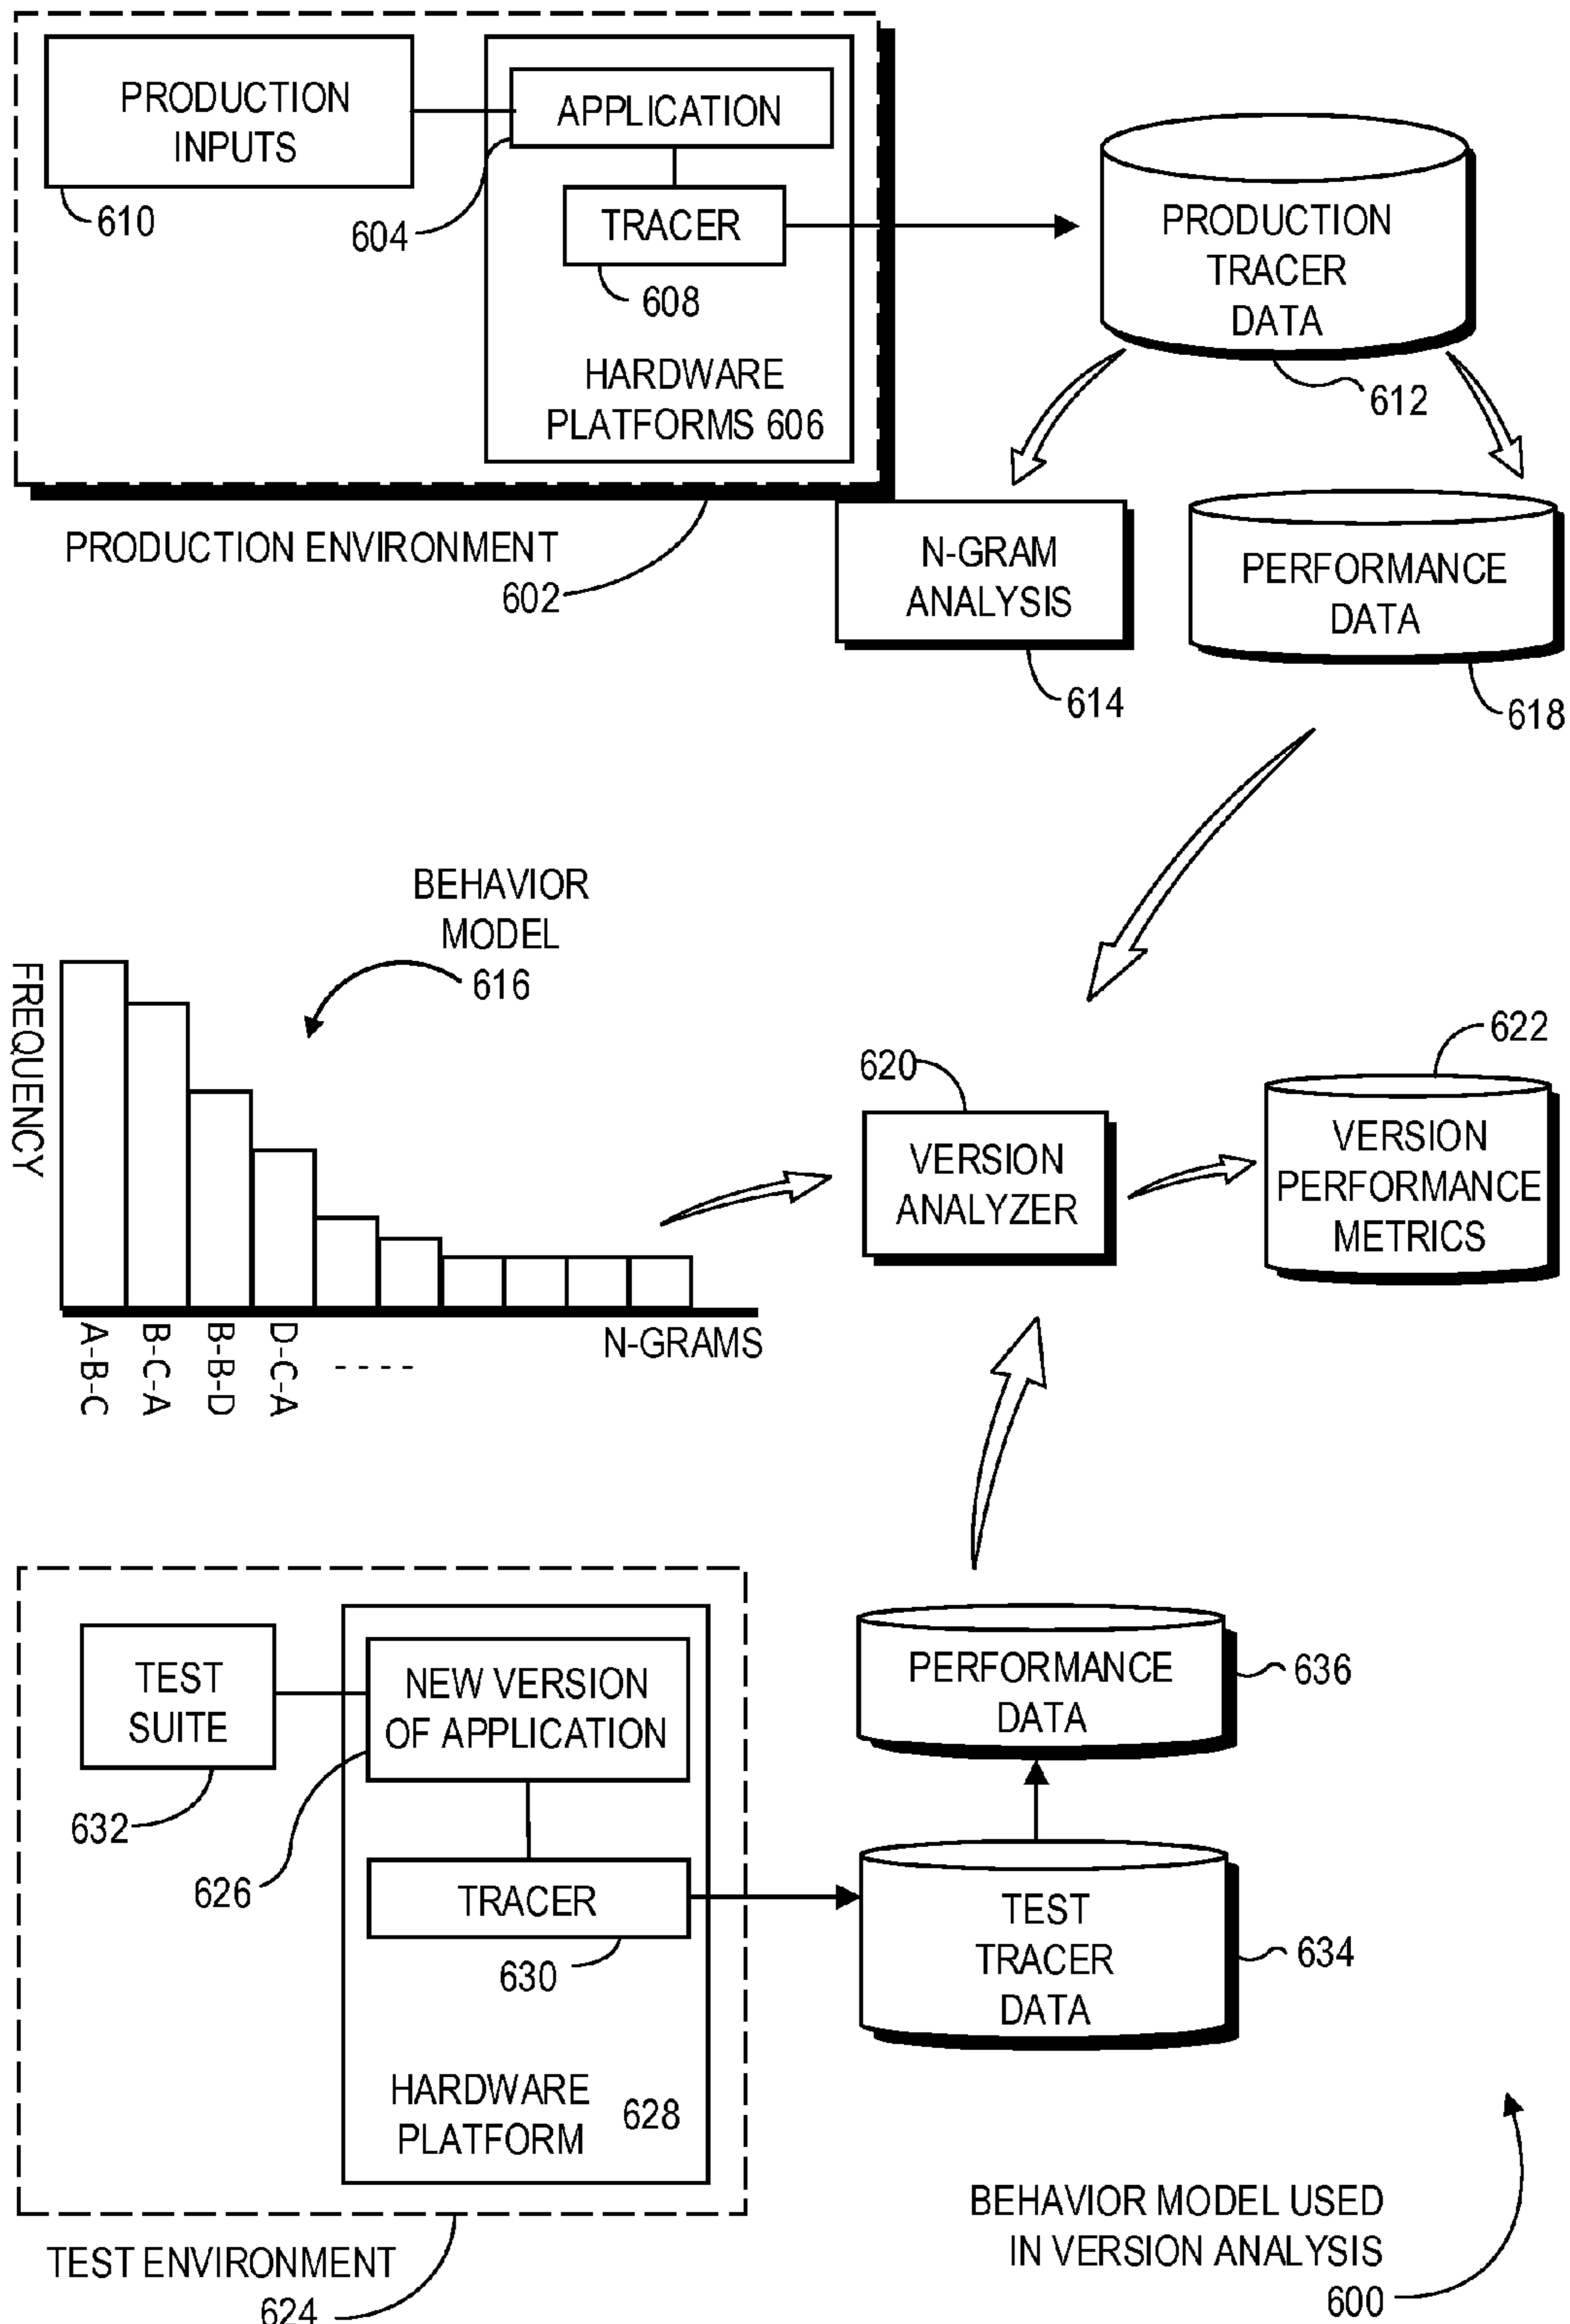 PRODUCTION
INPUTS
610
APPLICATION
604
TRACER
608
HARDWARE
PLATFORMS 606
PRODUCTION ENVIRONMENT
602
PRODUCTION
TRACER
DATA
612
N-GRAM
ANALYSIS
614
PERFORMANCE
DATA
618
BEHAVIOR
MODEL
616
FREQUENCY
A-B-C
B-C-A
B-B-D
D-C-A
- - - -
N-GRAMS
620
VERSION
ANALYZER
622
VERSION
PERFORMANCE
METRICS
TEST
SUITE
632
NEW VERSION
OF APPLICATION
626
TRACER
630
HARDWARE
PLATFORM
628
TEST ENVIRONMENT
624
PERFORMANCE
DATA
636
TEST
TRACER
DATA
634
BEHAVIOR MODEL USED
IN VERSION ANALYSIS
600